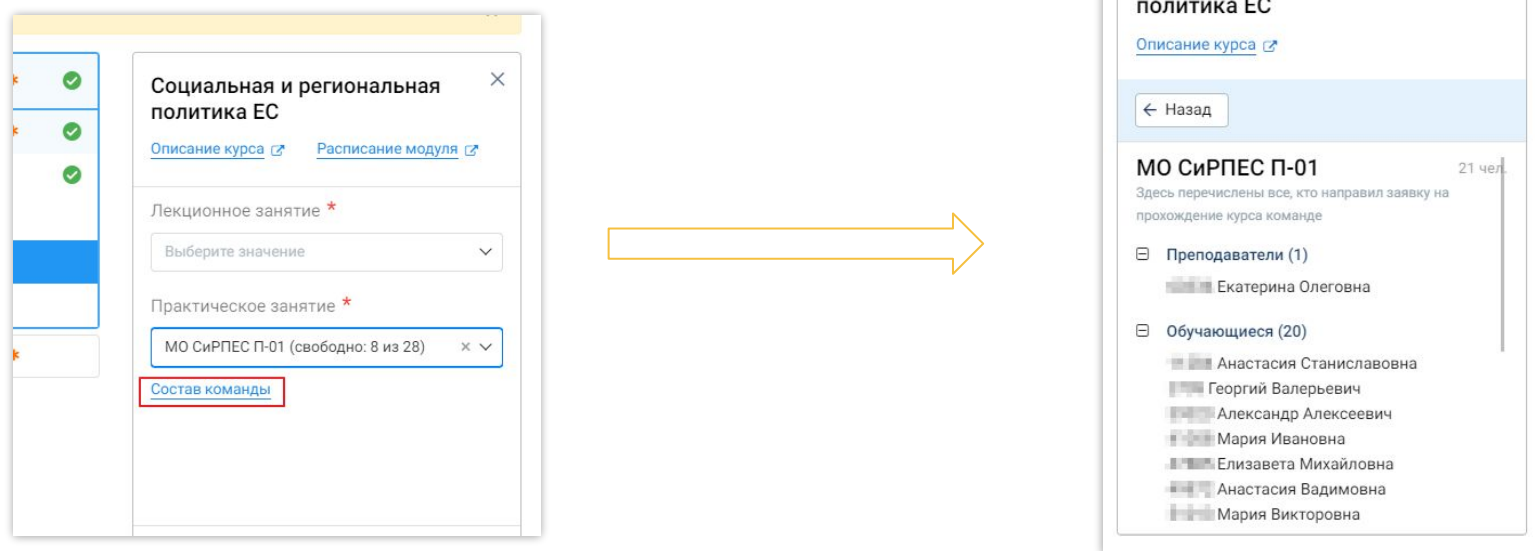 Социальная и региональная
политика ЕС
Описание курса
Расписание модуля
Лекционное занятие *
Выберите значение
Практическое занятие *
МО СиРПЕС П-01 (свободно: 8 из 28)
Состав команды
политика ЕС
Описание курса
← Назад
МО СиРПЕС П-01
21 чел.
Здесь перечислены все, кто направил заявку на
прохождение курса команде
Преподаватели (1)
Екатерина Олеговна
Обучающиеся (20)
Анастасия Станиславовна
Георгий Валерьевич
Александр Алексеевич
Мария Ивановна
Елизавета Михайловна
Анастасия Вадимовна
Мария Викторовна